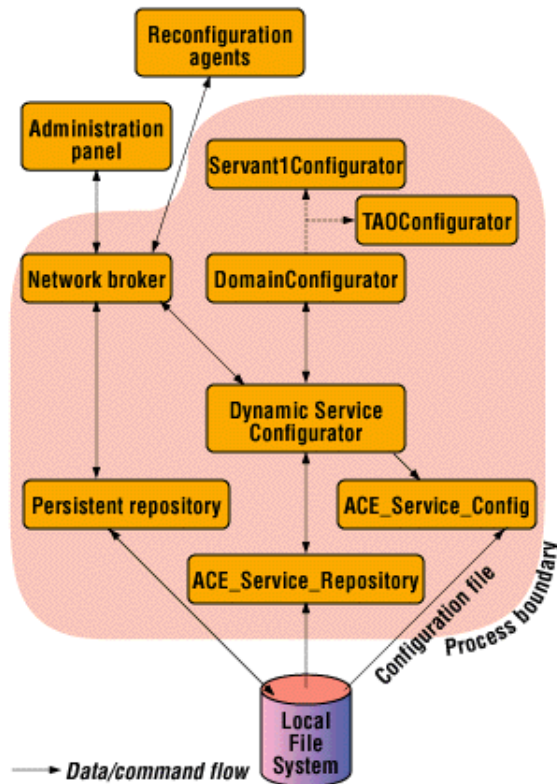 Reconfiguration
agents
Administration
panel
Servant1Configurator
TAOConfigurator
Network broker
DomainConfigurator
Dynamic Service
Configurator
Persistent repository
ACE_Service_Config
ACE_Service_Repository
Configuration file
Process boundary
Local
File
System
Data/command flow